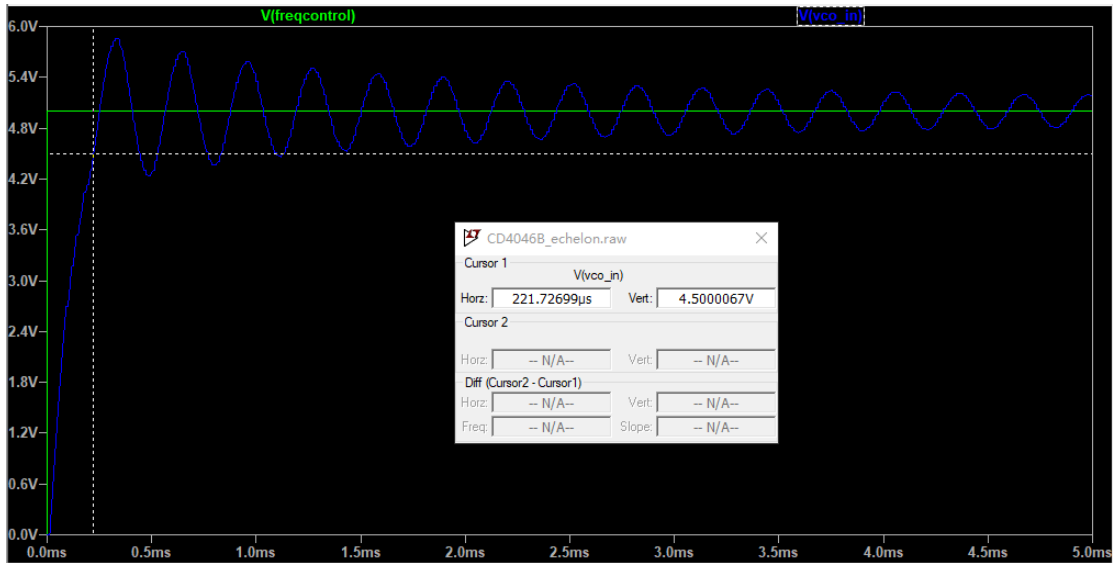 V(freqcontrol) V(vco_in)
6.0V
5.4V
4.8V
4.2V
3.6V
3.0V
2.4V
1.8V
1.2V
0.6V
0.0V
0.0ms 0.5ms 1.0ms 1.5ms 2.0ms 2.5ms 3.0ms 3.5ms 4.0ms 4.5ms 5.0ms
CD4046B_echelon.raw
Cursor 1
V(vco_in)
Horz: 221.72699µs Vert: 4.5000067V
Cursor 2
Horz: -- N/A-- Vert: -- N/A--
Diff (Cursor2 - Cursor1)
Horz: -- N/A-- Vert: -- N/A--
Freq: -- N/A-- Slope: -- N/A--